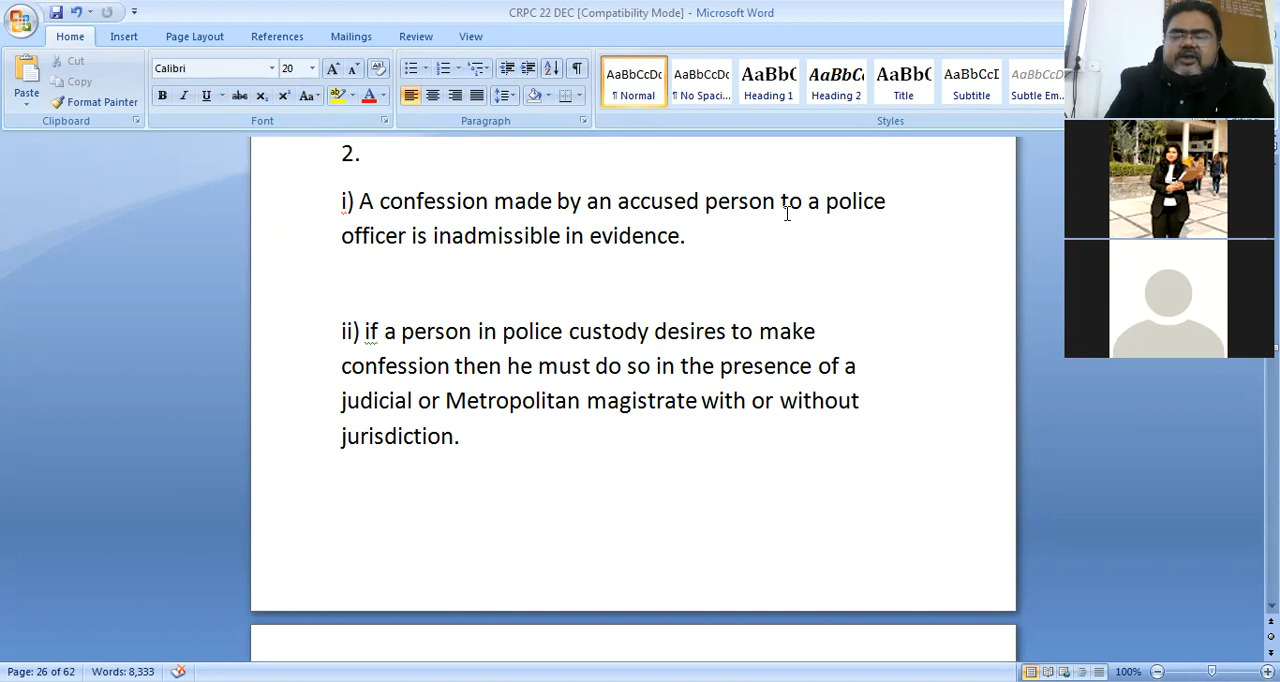 CRPC 22 DEC [Compatibility Mode] - Microsoft Word
Home Insert Page Layout References Mailings Review View
Paste Cut Copy Format Painter
Calibri 20
AaBbCcDc AaBbCcDc AaBb( AaBbC AaBb( AaBbCcI AaBbCcD
¶ Normal ¶ No Spaci... Heading 1 Heading 2 Title Subtitle Subtle Em...
Clipboard Font Paragraph Styles
2.
i) A confession made by an accused person to a police
officer is inadmissible in evidence.
ii) if a person in police custody desires to make
confession then he must do so in the presence of a
judicial or Metropolitan magistrate with or without
jurisdiction.
Page: 26 of 62 Words: 8,333 100%